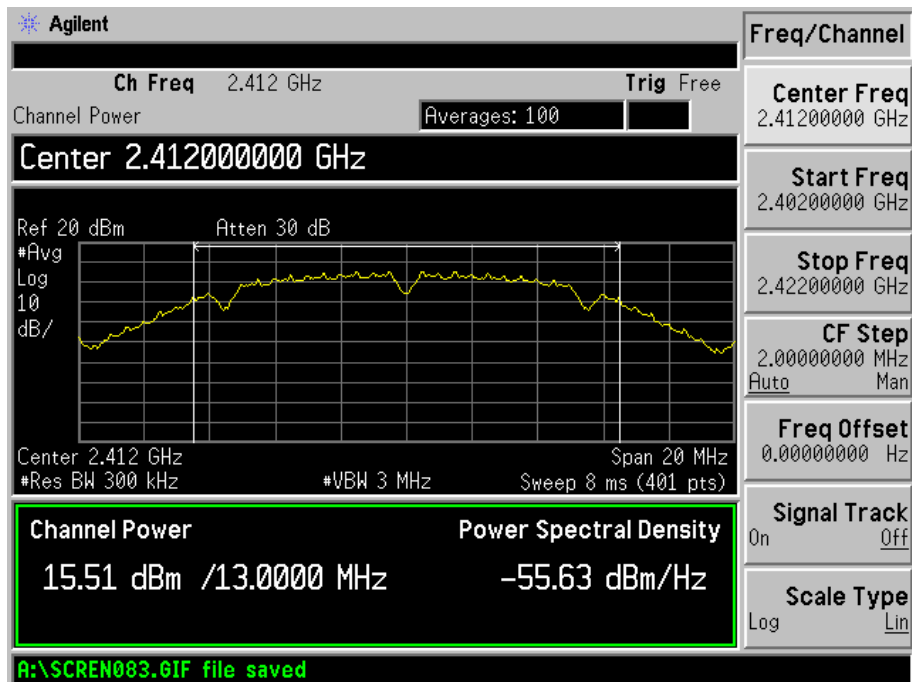 Agilent
Freq/Channel
Ch Freq 2.412 GHz Trig Free
Channel Power Averages: 100
Center 2.412000000 GHz
Ref 20 dBm Atten 30 dB
#Avg
Log
10
dB/
Center 2.412 GHz Span 20 MHz
#Res BW 300 kHz #VBW 3 MHz Sweep 8 ms (401 pts)
Channel Power Power Spectral Density
15.51 dBm /13.0000 MHz -55.63 dBm/Hz
A:\SCREN083.GIF file saved
Center Freq
2.41200000 GHz
Start Freq
2.40200000 GHz
Stop Freq
2.42200000 GHz
CF Step
2.00000000 MHz
Auto Man
Freq Offset
0.00000000 Hz
Signal Track
On Off
Scale Type
Log Lin